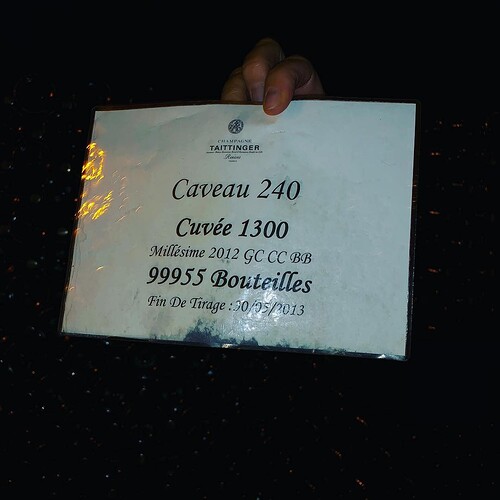 CHAMPAGNE
TAITTINGER
Reims
Caveau 240
Cuvée 1300
Millésime 2012 GC CC BB
99955 Bouteilles
Fin De Tirage :30/05/2013